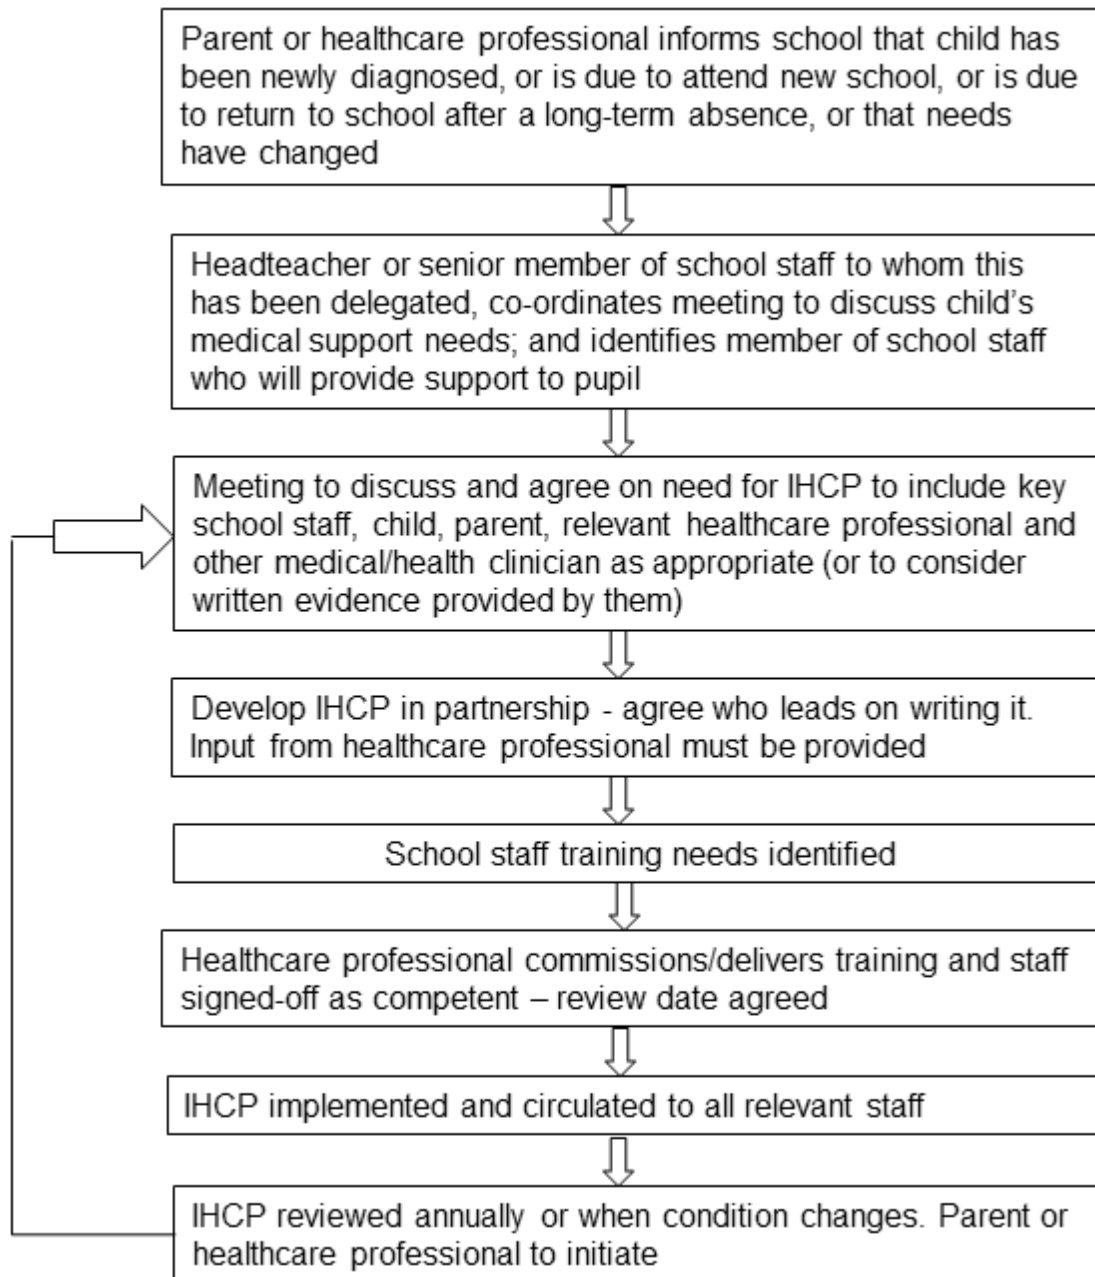 Parent or healthcare professional informs school that child has
been newly diagnosed, or is due to attend new school, or is due
to return to school after a long-term absence, or that needs
have changed
Headteacher or senior member of school staff to whom this
has been delegated, co-ordinates meeting to discuss child's
medical support needs; and identifies member of school staff
who will provide support to pupil
Meeting to discuss and agree on need for IHCP to include key
school staff, child, parent, relevant healthcare professional and
other medical/health clinician as appropriate (or to consider
written evidence provided by them)
Develop IHCP in partnership - agree who leads on writing it.
Input from healthcare professional must be provided
School staff training needs identified
Healthcare professional commissions/delivers training and staff
signed-off as competent – review date agreed
IHCP implemented and circulated to all relevant staff
IHCP reviewed annually or when condition changes. Parent or
healthcare professional to initiate